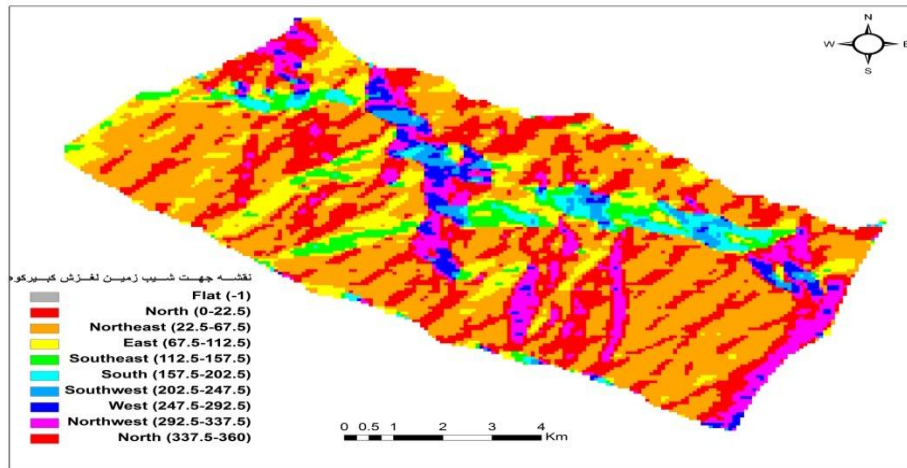 N
W E
S
نقشه جهت شیب زمین لغزش کبیرکوه
Flat (-1)
North (0-22.5)
Northeast (22.5-67.5)
East (67.5-112.5)
Southeast (112.5-157.5)
South (157.5-202.5)
Southwest (202.5-247.5)
West (247.5-292.5)
Northwest (292.5-337.5)
North (337.5-360)
0 0.5 1 2 3 4
Km